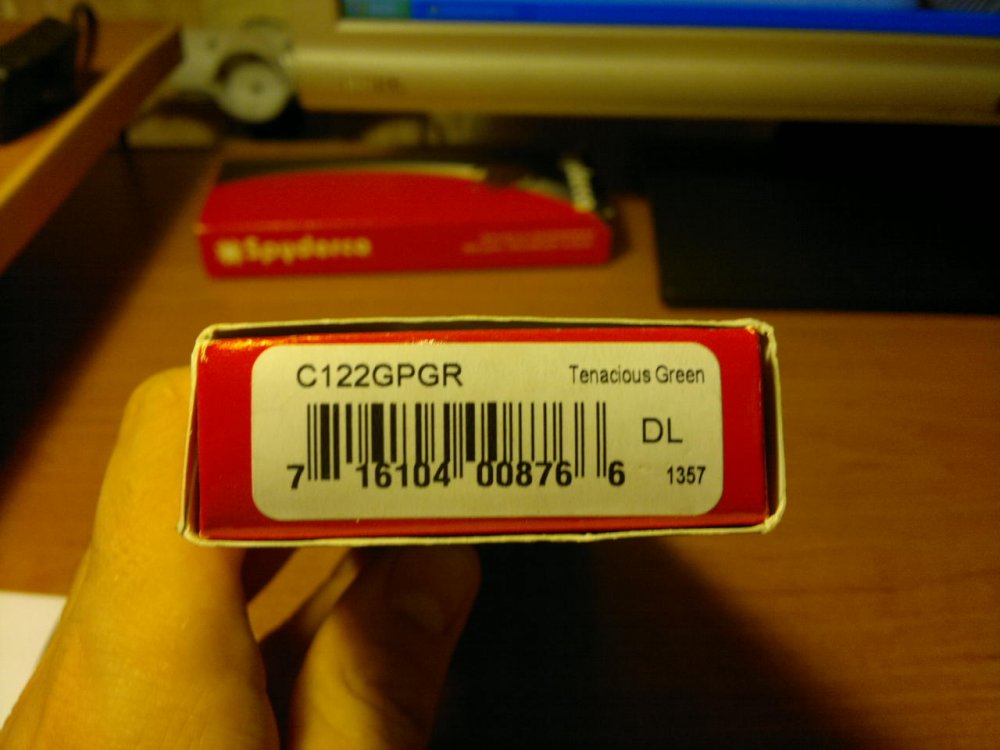 Spyderco
C122GPGR Tenacious Green
DL
7 16104 00876 6 1357